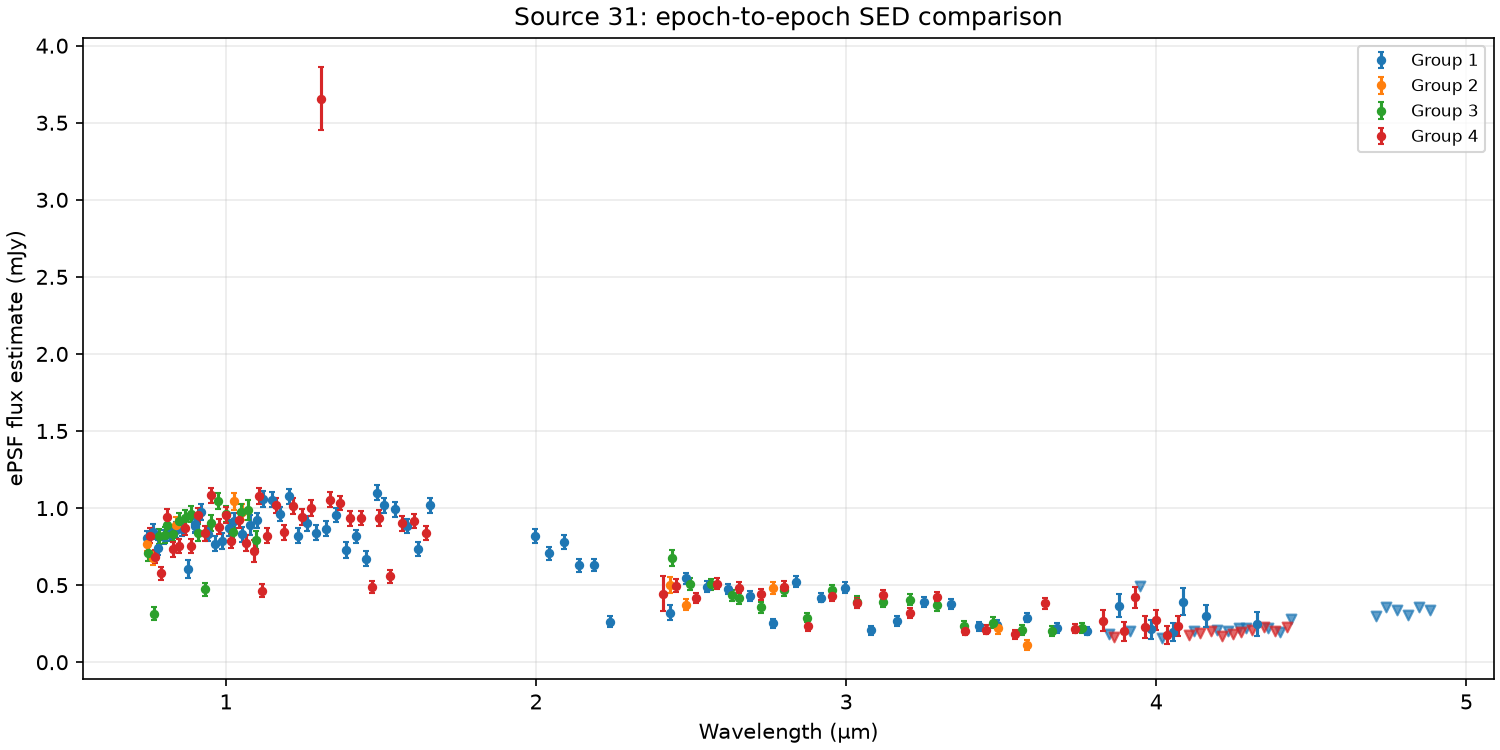 Source 31: epoch-to-epoch SED comparison
ePSF flux estimate (mJy)
4.0
3.5
3.0
2.5
2.0
1.5
1.0
0.5
0.0
Group 1
Group 2
Group 3
Group 4
1 2 3 4 5
Wavelength (μm)